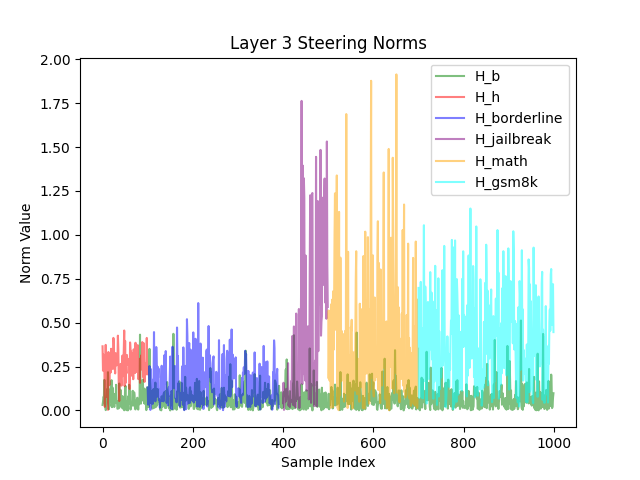 Layer 3 Steering Norms
H_b
H_h
H_borderline
H_jailbreak
H_math
H_gsm8k
Norm Value
2.00
1.75
1.50
1.25
1.00
0.75
0.50
0.25
0.00
0
200
400
600
800
1000
Sample Index